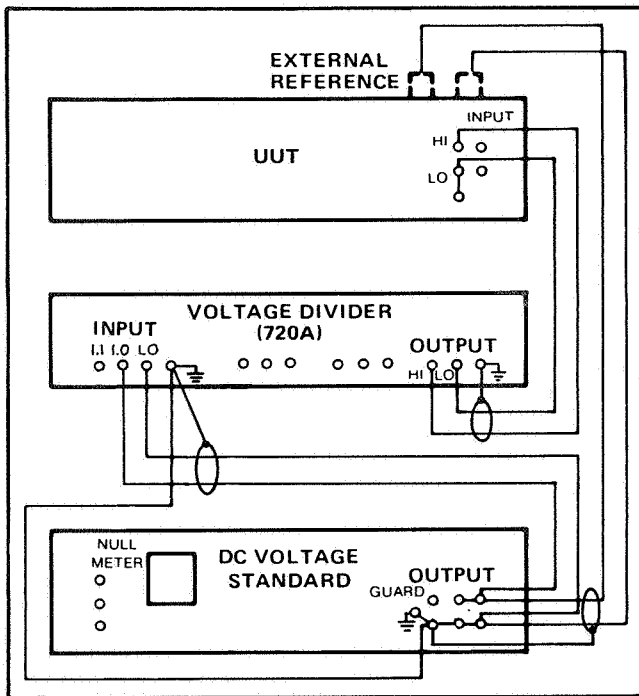 EXTERNAL
REFERENCE
INPUT
UUT
HI
LO
VOLTAGE DIVIDER
(720A)
INPUT
1.1 1.0 LO
OUTPUT
HI LO
NULL
METER
DC VOLTAGE
STANDARD
OUTPUT
GUARD